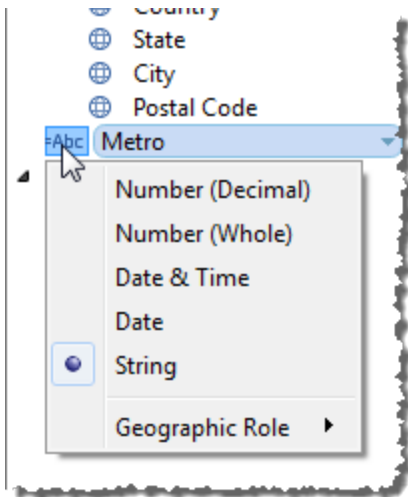 Country
State
City
Postal Code
=Abc Metro
Number (Decimal)
Number (Whole)
Date & Time
Date
String
Geographic Role